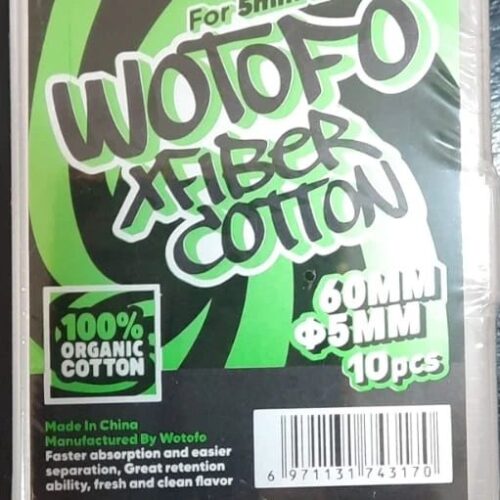 For 5mm
WOTOFO
XFIBER
COTTON
60MM
Φ5MM
10pcs
100%
ORGANIC
COTTON
Made In China
Manufactured By Wotofo
Faster absorption and easier
separation, Great retention
ability, fresh and clean flavor
6 971131 743170